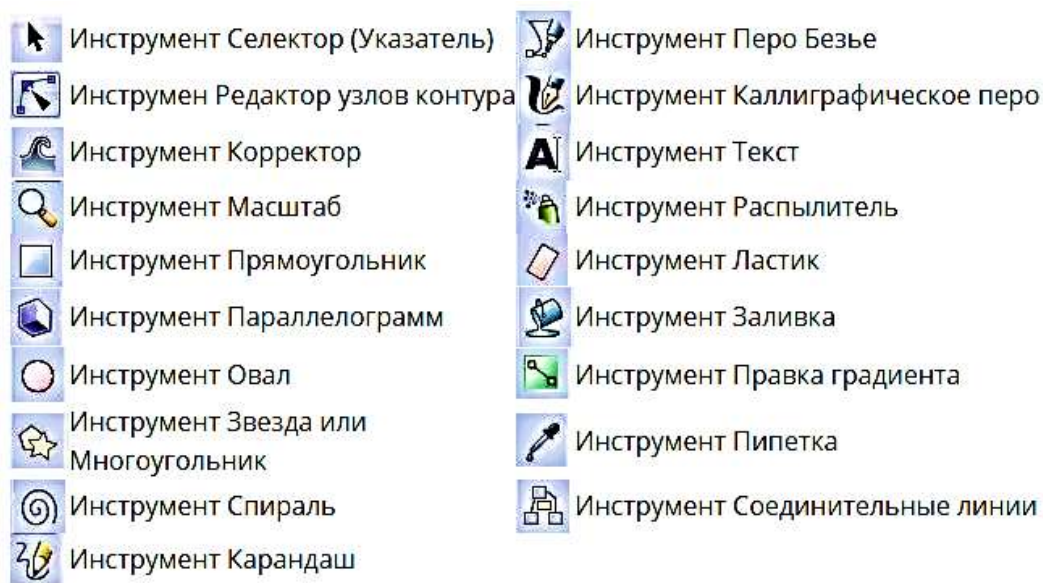 Инструмент Селектор (Указатель)
Инструмен Редактор узлов контура
Инструмент Корректор
Инструмент Масштаб
Инструмент Прямоугольник
Инструмент Параллелограмм
Инструмент Овал
Инструмент Звезда или
Многоугольник
Инструмент Спираль
Инструмент Карандаш
Инструмент Перо Безье
Инструмент Каллиграфическое перо
Инструмент Текст
Инструмент Распылитель
Инструмент Ластик
Инструмент Заливка
Инструмент Правка градиента
Инструмент Пипетка
Инструмент Соединительные линии